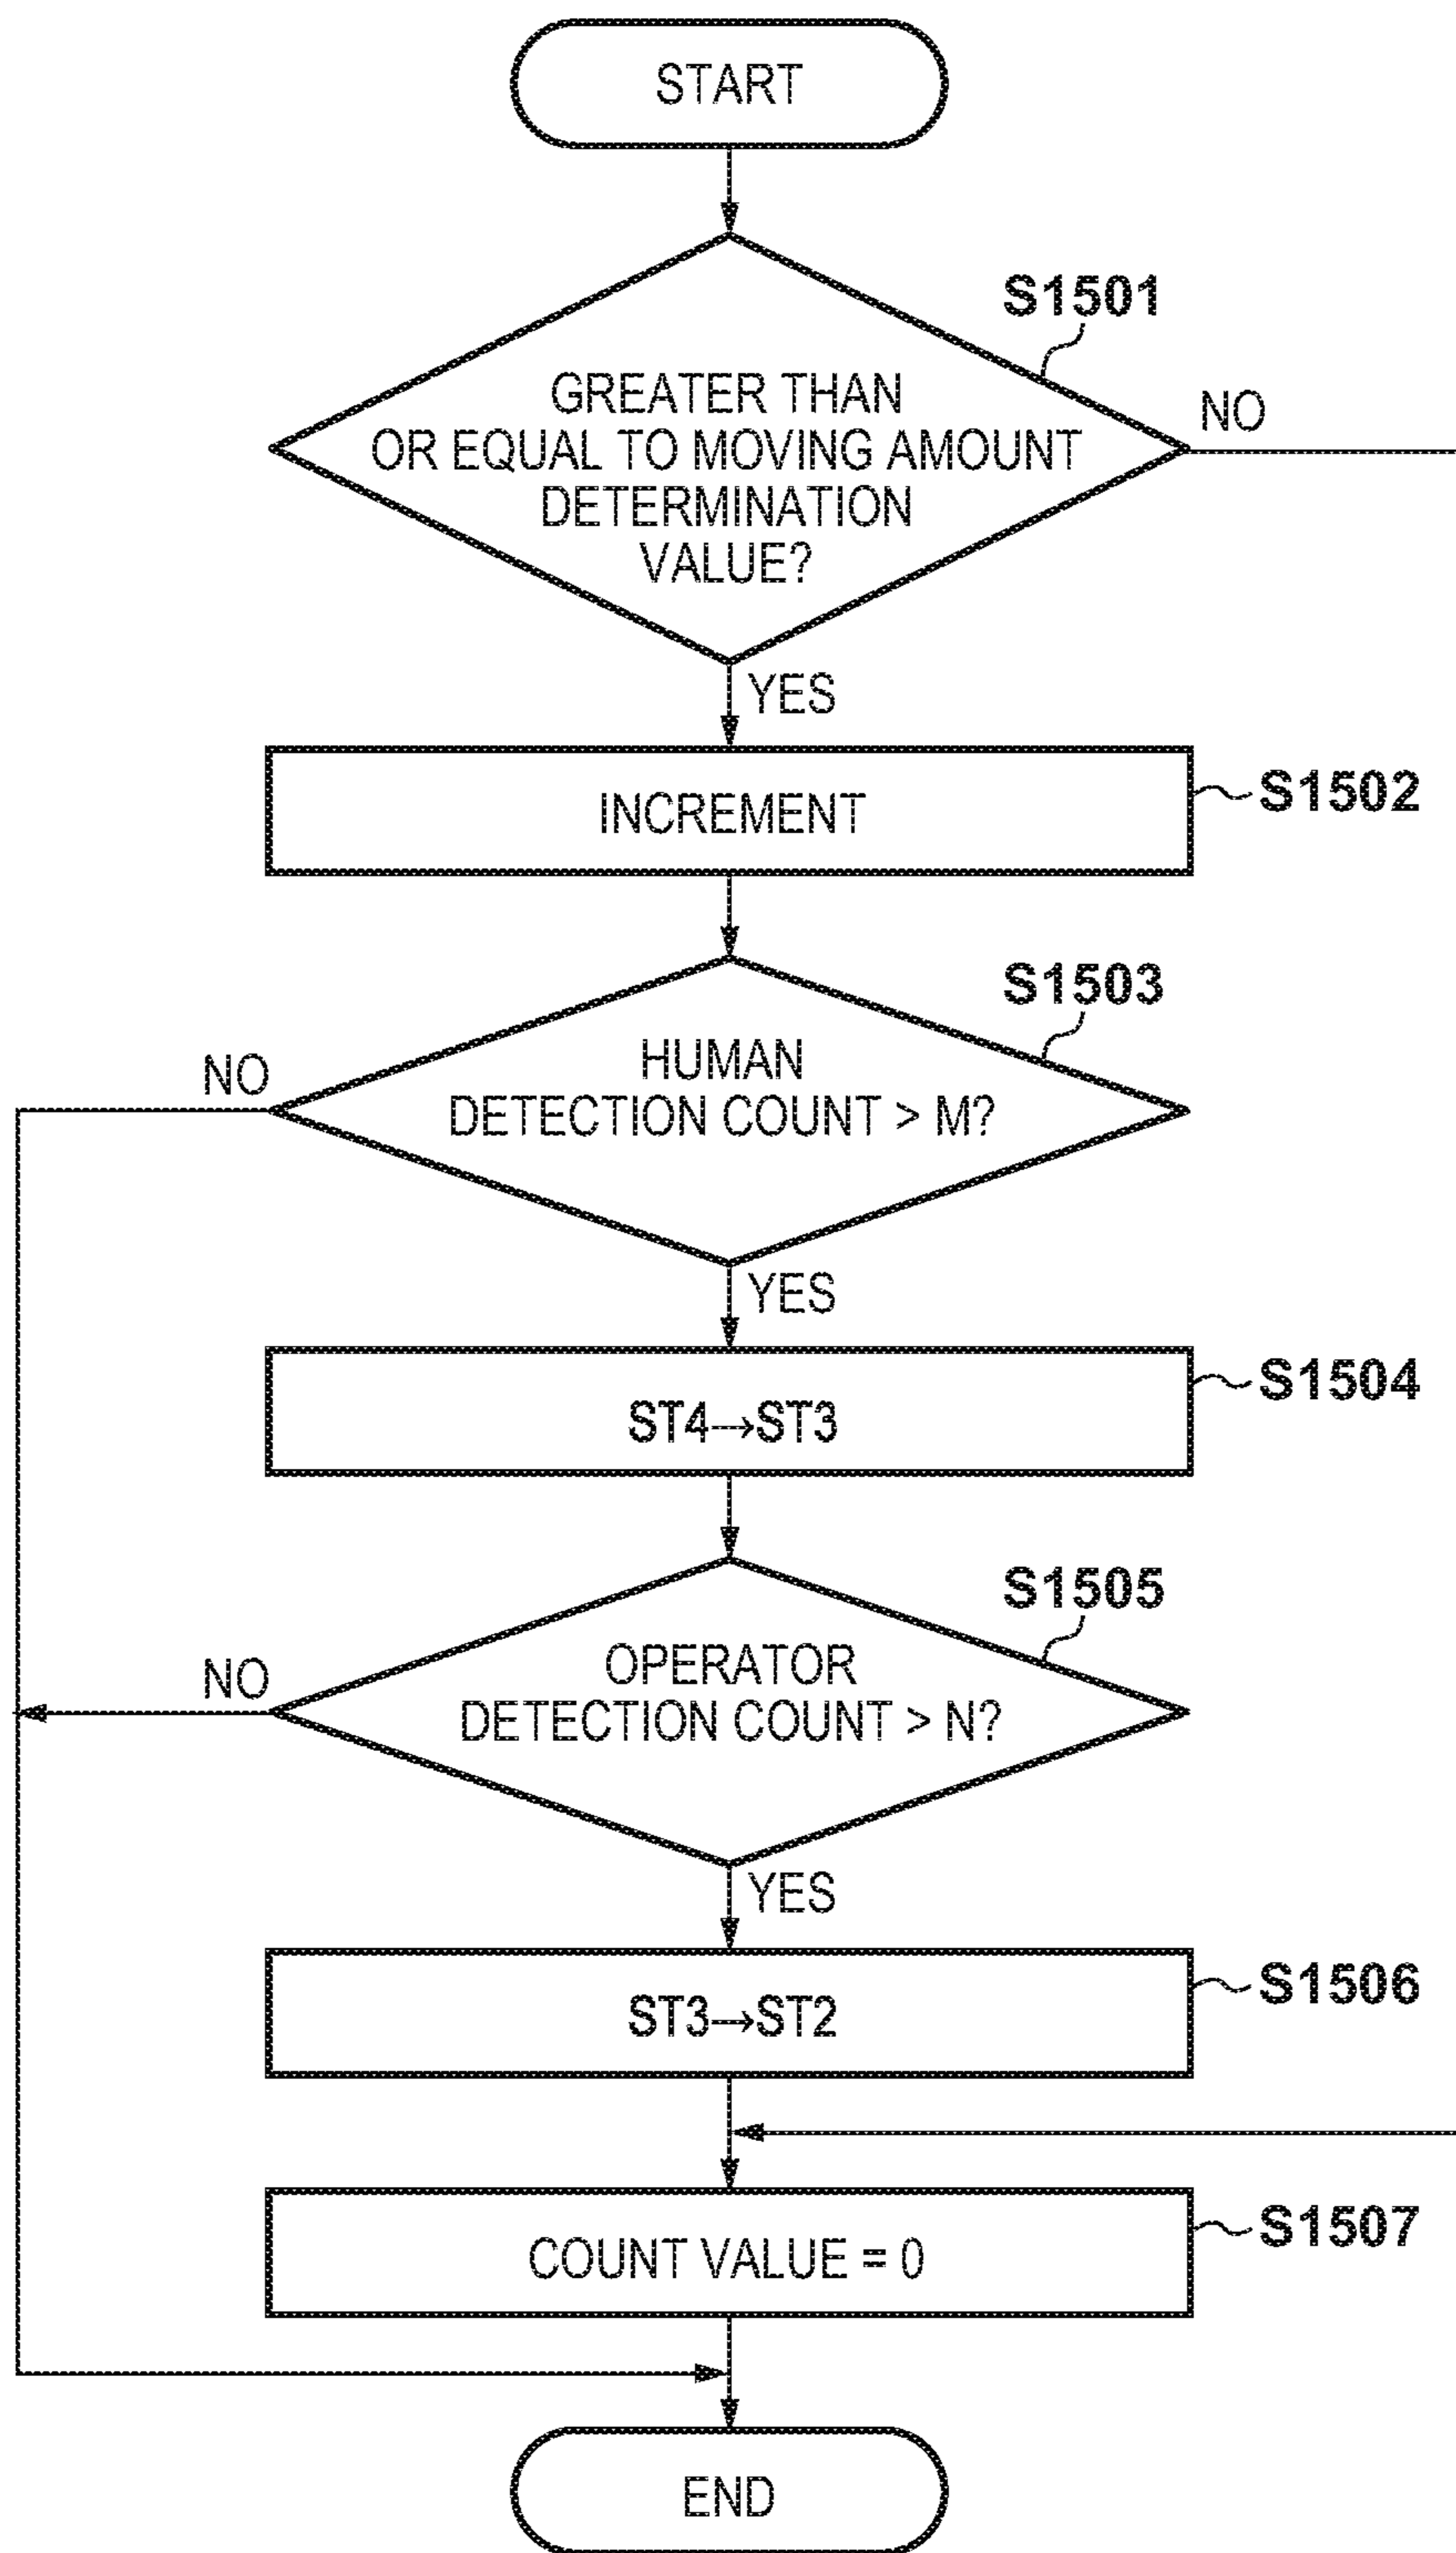 START
S1501
GREATER THAN
OR EQUAL TO MOVING AMOUNT
DETERMINATION
VALUE?
NO
YES
INCREMENT
S1502
S1503
HUMAN
DETECTION COUNT > M?
NO
YES
ST4→ST3
S1504
S1505
OPERATOR
DETECTION COUNT > N?
NO
YES
ST3→ST2
S1506
COUNT VALUE = 0
S1507
END